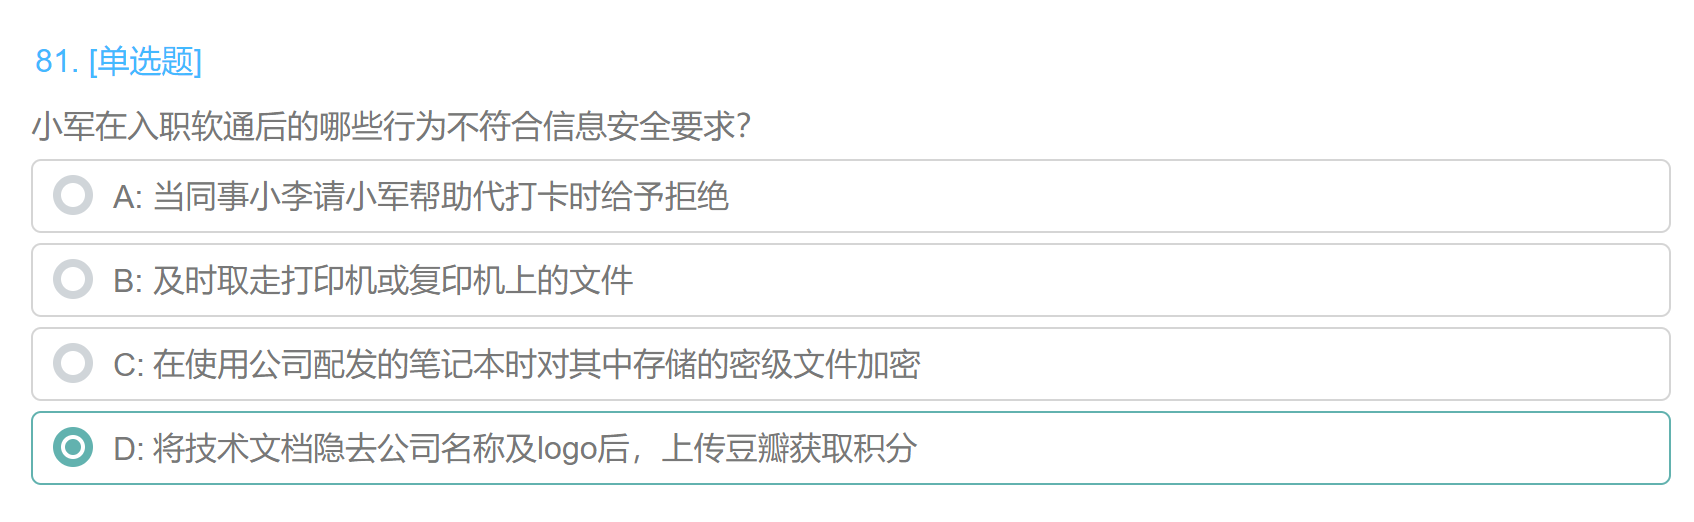 81. [单选题]
小军在入职软通后的哪些行为不符合信息安全要求?
A: 当同事小李请小军帮助代打卡时给予拒绝
B: 及时取走打印机或复印机上的文件
C: 在使用公司配发的笔记本时对其中存储的密级文件加密
D: 将技术文档隐去公司名称及logo后，上传豆瓣获取积分